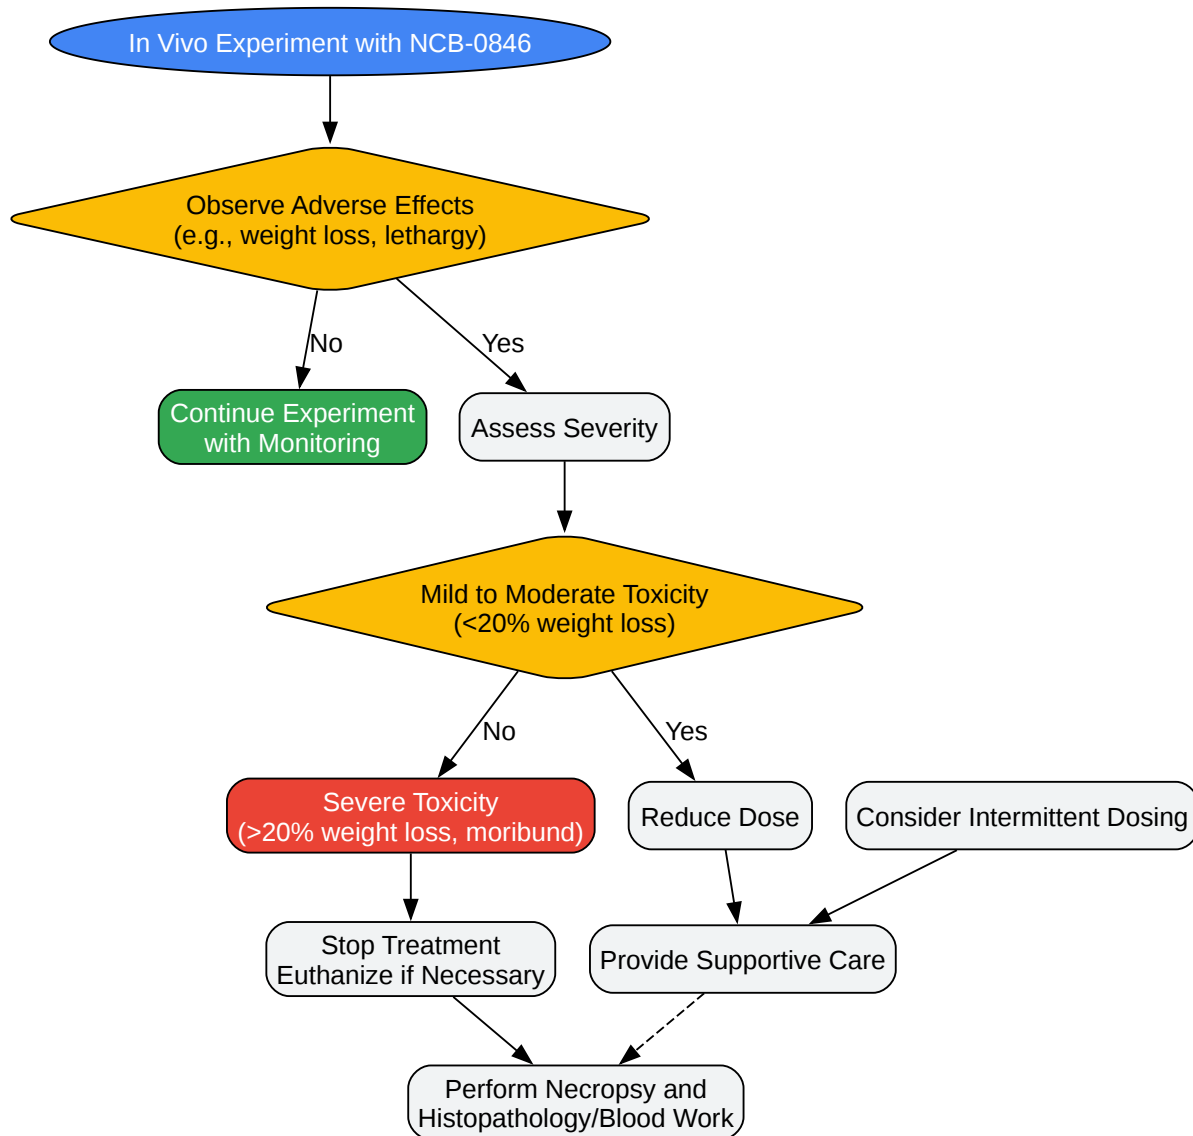 In Vivo Experiment with NCB-0846
Observe Adverse Effects
(e.g., weight loss, lethargy)
No
Yes
Continue Experiment
with Monitoring
Assess Severity
Mild to Moderate Toxicity
(<20% weight loss)
No
Yes
Severe Toxicity
(>20% weight loss, moribund)
Reduce Dose
Consider Intermittent Dosing
Stop Treatment
Euthanize if Necessary
Provide Supportive Care
Perform Necropsy and
Histopathology/Blood Work